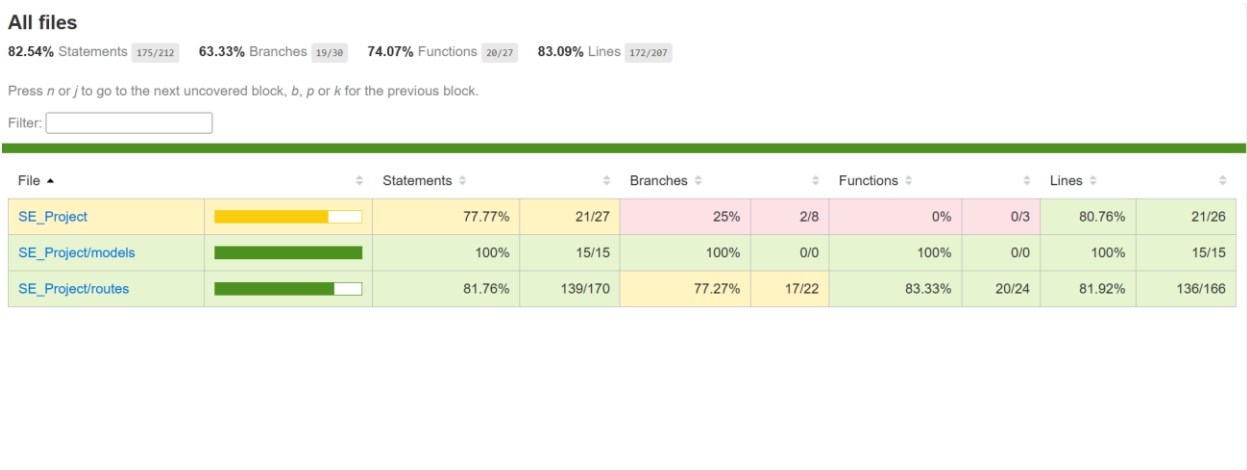 All files
82.54% Statements 175/212 63.33% Branches 19/30 74.07% Functions 20/27 83.09% Lines 172/207
Press n or j to go to the next uncovered block, b, p or k for the previous block.
Filter:
File Statements Branches Functions Lines
SE_Project 77.77% 21/27 25% 2/8 0% 0/3 80.76% 21/26
SE_Project/models 100% 15/15 100% 0/0 100% 0/0 100% 15/15
SE_Project/routes 81.76% 139/170 77.27% 17/22 83.33% 20/24 81.92% 136/166